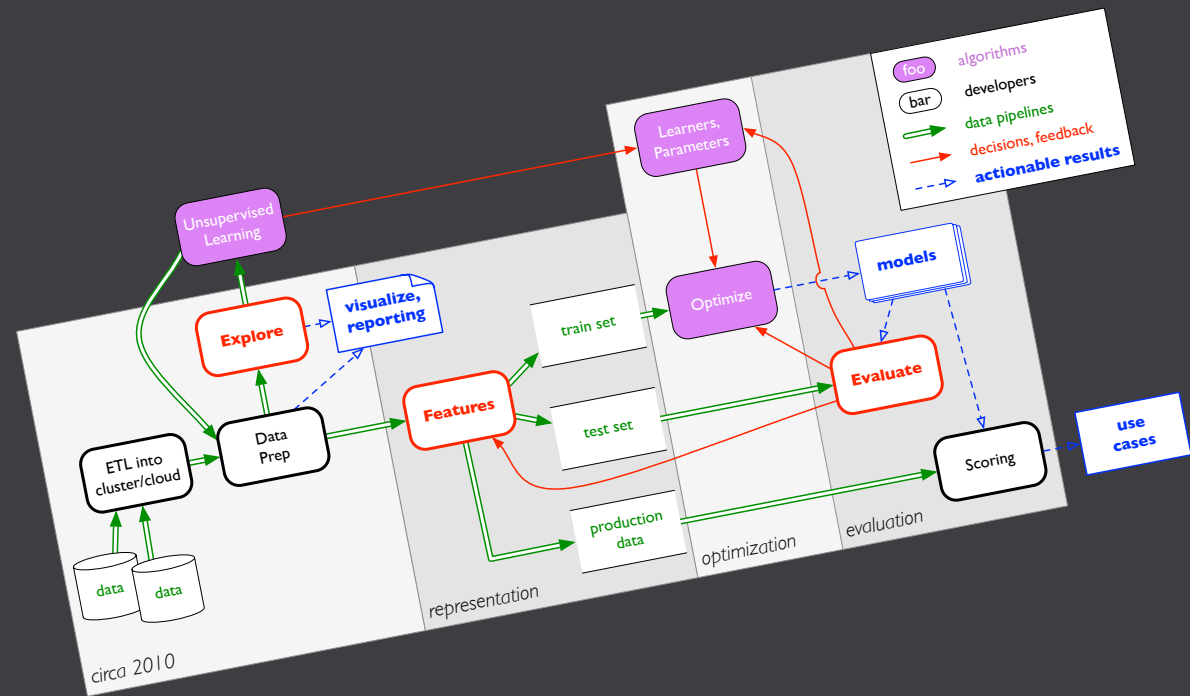 foo
algorithms
bar
developers
data pipelines
decisions, feedback
actionable results
Learners,
Parameters
Unsupervised
Learning
Explore
visualize,
reporting
train set
Optimize
models
Features
test set
Evaluate
ETL into
cluster/cloud
Data
Prep
data
data
production
data
Scoring
use
cases
circa 2010
representation
optimization
evaluation